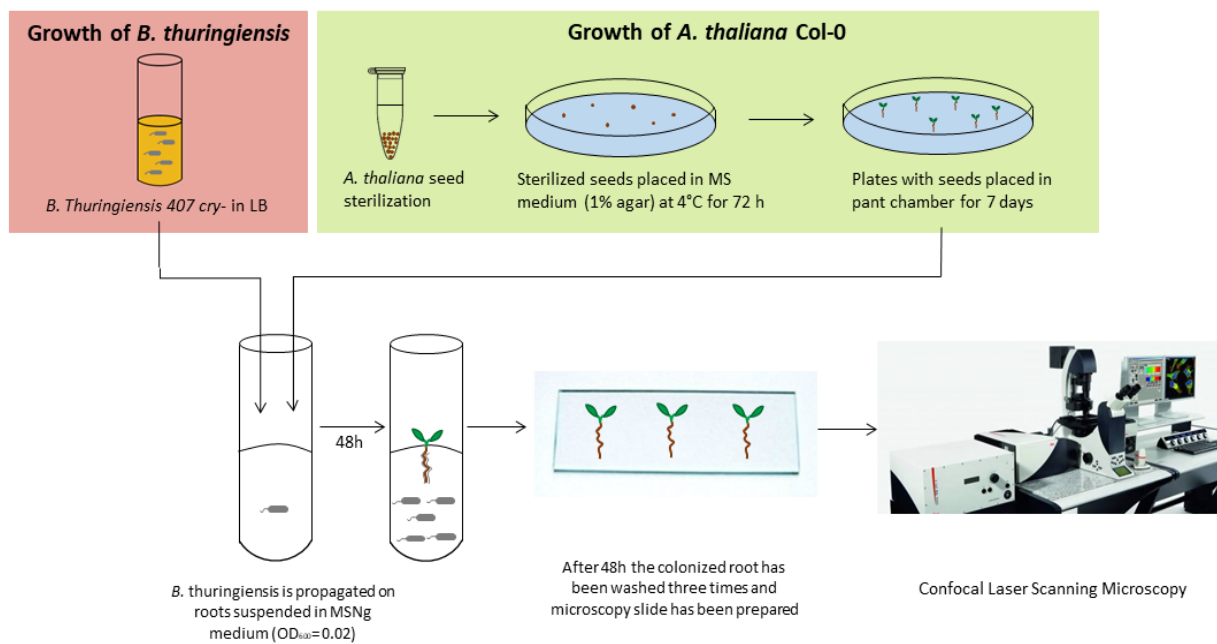 Growth of B. thuringiensis
B. Thuringiensis 407 cry- in LB
Growth of A. thaliana Col-0
A. thaliana seed
sterilization
Sterilized seeds placed in MS
medium (1% agar) at 4°C for 72 h
Plates with seeds placed in
pant chamber for 7 days
48h
B. thuringiensis is propagated on
roots suspended in MSNg
medium (OD₆₀₀=0.02)
After 48h the colonized root has
been washed three times and
microscopy slide has been prepared
Confocal Laser Scanning Microscopy